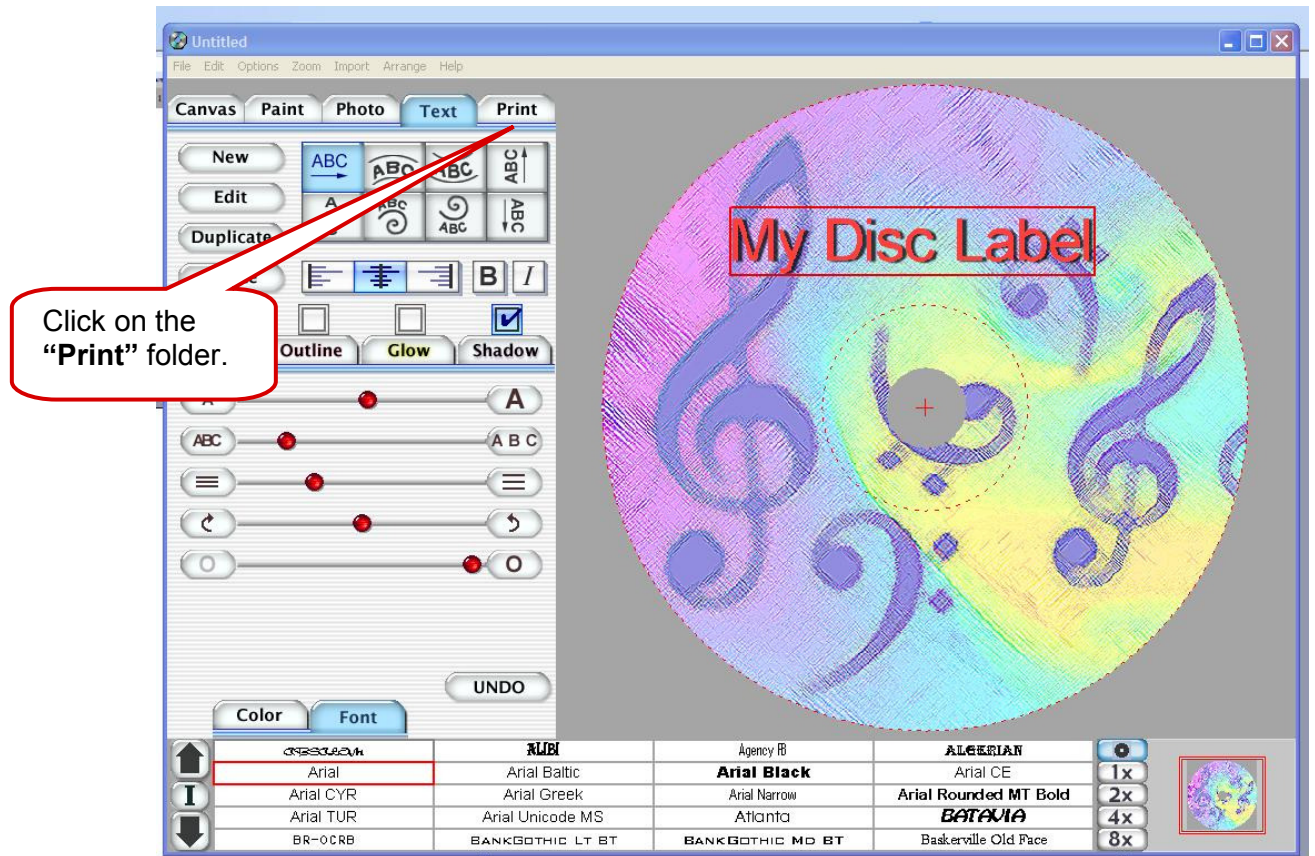 Untitled
File Edit Options Zoom Import Arrange Help
Canvas Paint Photo Text Print
New
Edit
Duplicate
ABC ABC ABC ABC
ABC ABC ABC
B I
Click on the
“Print” folder.
Outline Glow Shadow
A A
ABC A B C
O O
UNDO
Color Font
My Disc Label
ALIBI Agency FB ALGERIAN
Arial Arial Baltic Arial Black Arial CE 1x
Arial CYR Arial Greek Arial Narrow Arial Rounded MT Bold 2x
Arial TUR Arial Unicode MS Atlanta BATAVIA 4x
BR-OCRB BANKGOTHIC LT BT BANKGOTHIC MD BT Baskerville Old Face 8x
I